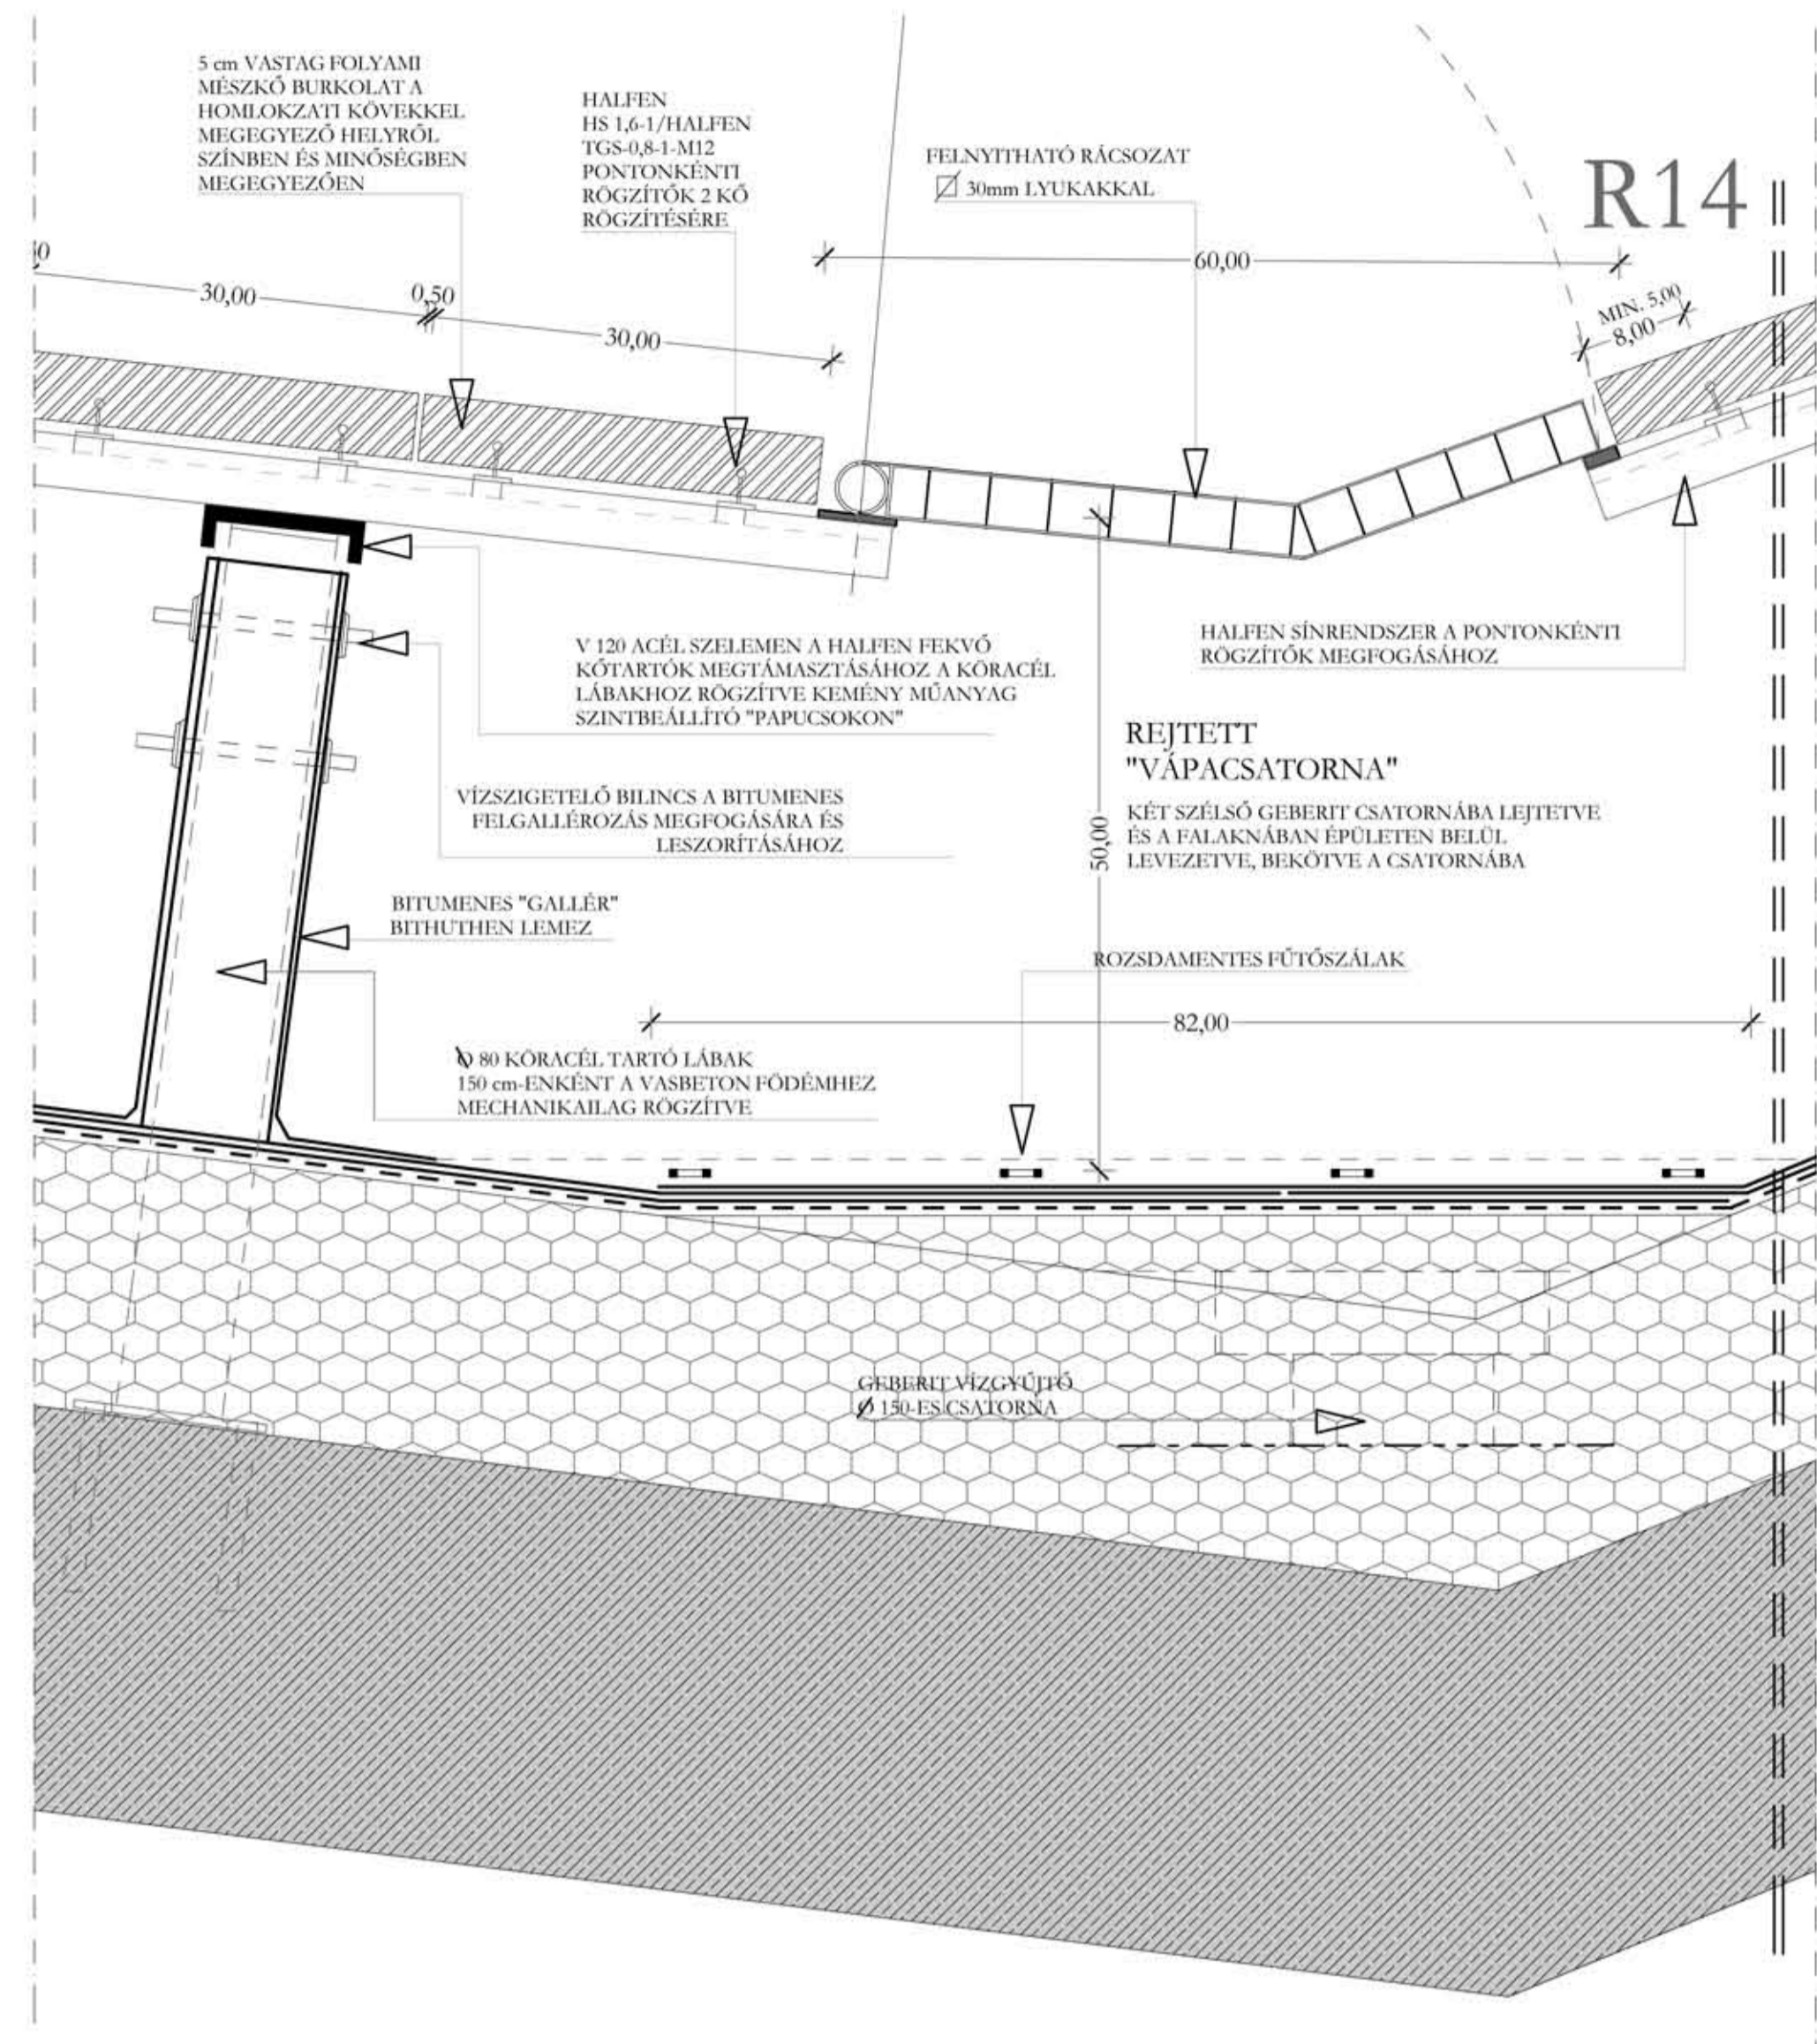 5 cm VASTAG FOLYAMI
MÉSZKŐ BURKOLAT A
HOMLOKZATI KÖVEKKEL
MEGEGYEZŐ HELYRŐL
SZÍNBEN ÉS MINŐSÉGBEN
MEGEGYEZŐEN
HALFEN
HS 1,6-1/HALFEN
TGS-0,8-1-M12
PONTONKÉNTI
RÖGZÍTŐK 2 KŐ
RÖGZÍTÉSÉRE
FELNYITHATÓ RÁCSOZAT
30mm LYUKAKKAL
R14
60,00
30,00
0,50
30,00
MIN. 5,00
8,00
V 120 ACÉL SZELEMEN A HALFEN FEKVŐ
KŐTARTÓK MEGTÁMASZTÁSÁHOZ A KÖRACÉL
LÁBAKHOZ RÖGZÍTVE KEMÉNY MŰANYAG
SZINTBEÁLLÍTÓ "PAPUCSOKON"
HALFEN SÍNRENDSZER A PONTONKÉNTI
RÖGZÍTŐK MEGFOGÁSÁHOZ
REJTETT
"VÁPACSATORNA"
KÉT SZÉLSŐ GEBERIT CSATORNÁBA LEJTETVE
ÉS A FALAKNÁBAN ÉPÜLETEN BELÜL
LEVEZETVE, BEKÖTVE A CSATORNÁBA
50,00
VÍZSZIGETELŐ BILINCS A BITUMENES
FELGALLÉROZÁS MEGFOGÁSÁRA ÉS
LESZORÍTÁSÁHOZ
BITUMENES "GALLÉR"
BITHUTHEN LEMEZ
ROZSDAMENTES FŰTŐSZÁLAK
82,00
Ø 80 KÖRACÉL TARTÓ LÁBAK
150 cm-ENKÉNT A VASBETON FÖDÉMHEZ
MECHANIKAILAG RÖGZÍTVE
GEBERIT VÍZGYŰJTŐ
Ø 150-ES CSATORNA